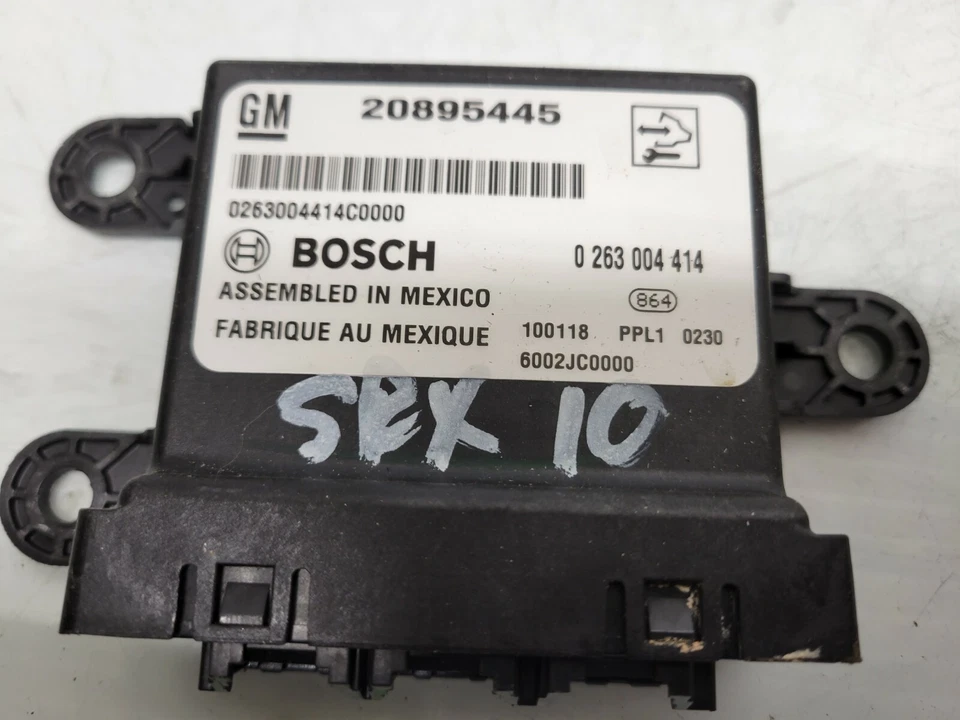 GM 20895445
0263004414C0000
BOSCH 0 263 004 414
ASSEMBLED IN MEXICO 864
FABRIQUE AU MEXIQUE 100118 PPL1 0230
6002JC0000
SRX 10